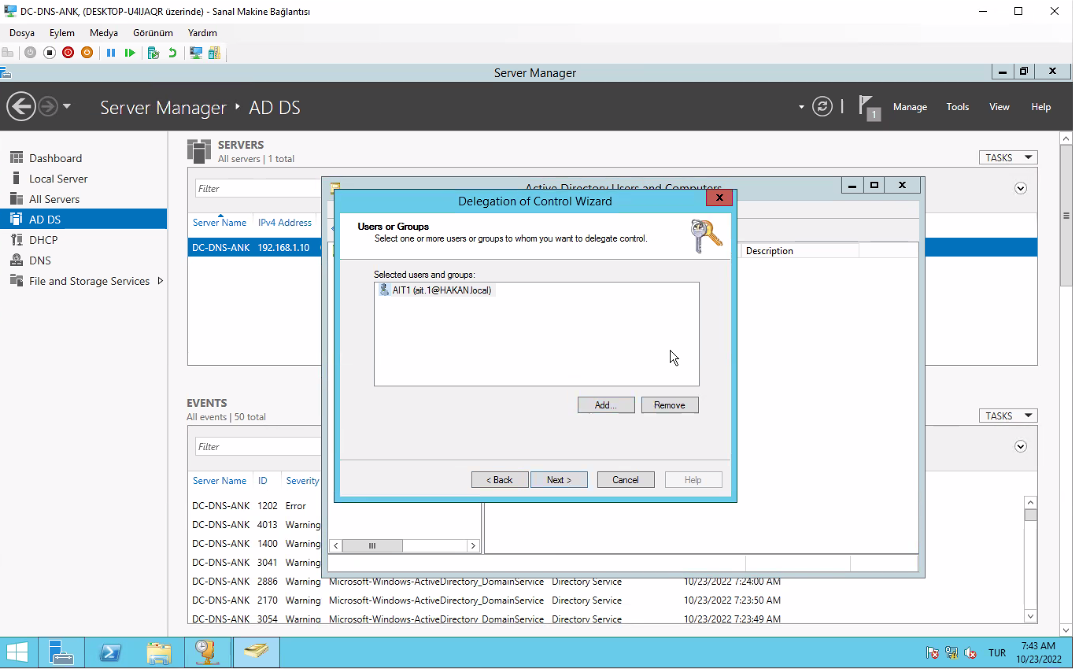 DC-DNS-ANK, (DESKTOP-U4IJAQR üzerinde) - Sanal Makine Bağlantısı
Dosya Eylem Medya Görünüm Yardım
Server Manager
Server Manager AD DS
1 Manage Tools View Help
Dashboard
Local Server
All Servers
AD DS
DHCP
DNS
File and Storage Services
SERVERS
All servers | 1 total
TASKS
Filter
Server Name IPv4 Address
DC-DNS-ANK 192.168.1.10
Active Directory Users and Computers
Description
Delegation of Control Wizard
Users or Groups
Select one or more users or groups to whom you want to delegate control.
Selected users and groups:
AIT1 (ait.1@HAKAN.local)
Add... Remove
< Back Next > Cancel Help
EVENTS
All events | 50 total
TASKS
Filter
Server Name ID Severity
DC-DNS-ANK 1202 Error
DC-DNS-ANK 4013 Warning
DC-DNS-ANK 1400 Warning
DC-DNS-ANK 3041 Warning
DC-DNS-ANK 2886 Warning Microsoft-Windows-ActiveDirectory_DomainService Directory Service 10/23/2022 7:24:00 AM
DC-DNS-ANK 2170 Warning Microsoft-Windows-ActiveDirectory_DomainService Directory Service 10/23/2022 7:23:50 AM
DC-DNS-ANK 3054 Warning Microsoft-Windows-ActiveDirectory_DomainService Directory Service 10/23/2022 7:23:49 AM
TUR
7:43 AM
10/23/2022